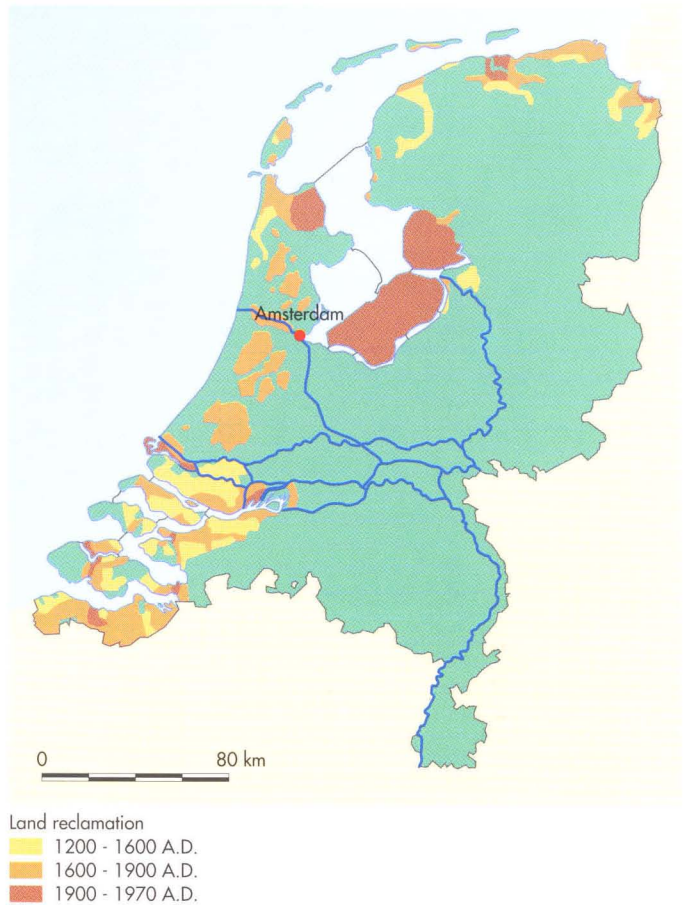 Amsterdam
0 80 km
Land reclamation
1200 - 1600 A.D.
1600 - 1900 A.D.
1900 - 1970 A.D.